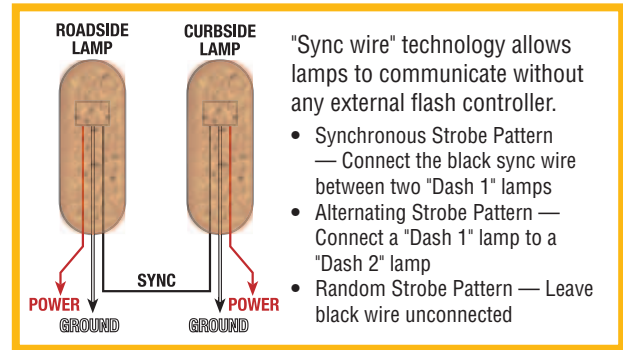 ROADSIDE LAMP
CURBSIDE LAMP
POWER
GROUND
SYNC
GROUND
POWER
"Sync wire" technology allows
lamps to communicate without
any external flash controller.
• Synchronous Strobe Pattern
— Connect the black sync wire
between two "Dash 1" lamps
• Alternating Strobe Pattern —
Connect a "Dash 1" lamp to a
"Dash 2" lamp
• Random Strobe Pattern — Leave
black wire unconnected